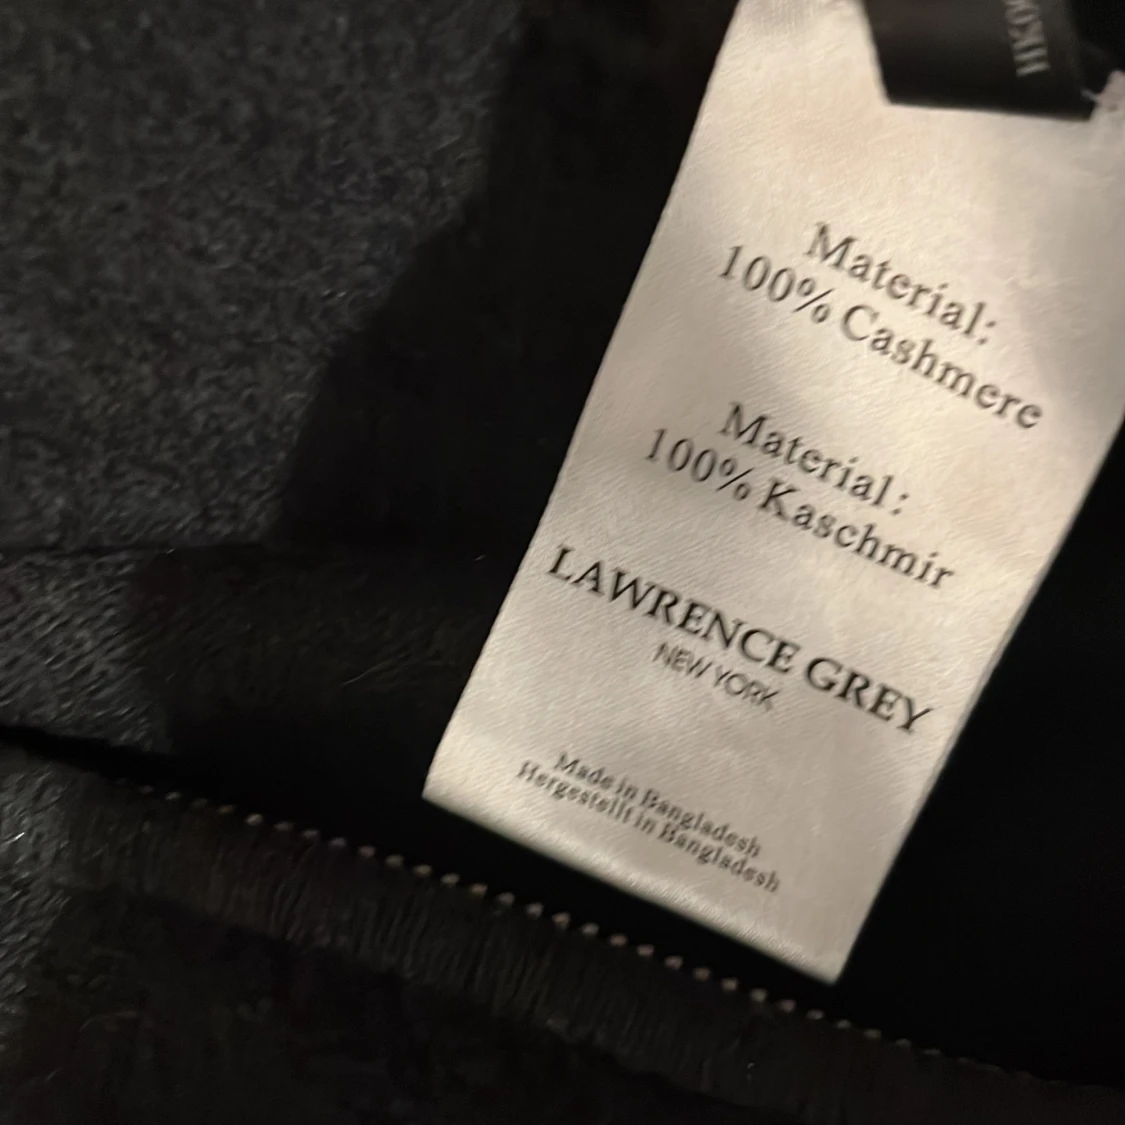 Material:
100% Cashmere
Material:
100% Kaschmir
LAWRENCE GREY
NEW YORK
Made in Bangladesh
Hergestellt in Bangladesh